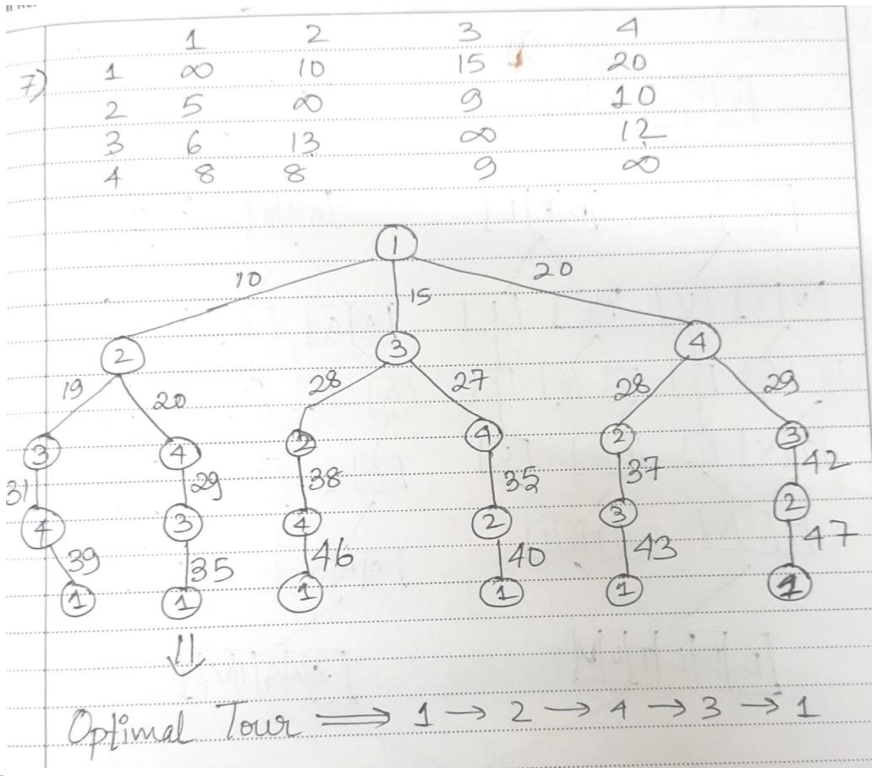 1 2 3 4
7) 1 ∞ 10 15 20
2 5 ∞ 9 10
3 6 13 ∞ 12
4 8 8 9 ∞
1
10 15 20
2 3 4
19 20 28 27 28 29
3 4 2 4 2 3
31 29 38 35 37 42
4 3 4 2 3 2
39 35 46 40 43 47
1 1 1 1 1 1
⇓
Optimal Tour ⟹ 1 → 2 → 4 → 3 → 1